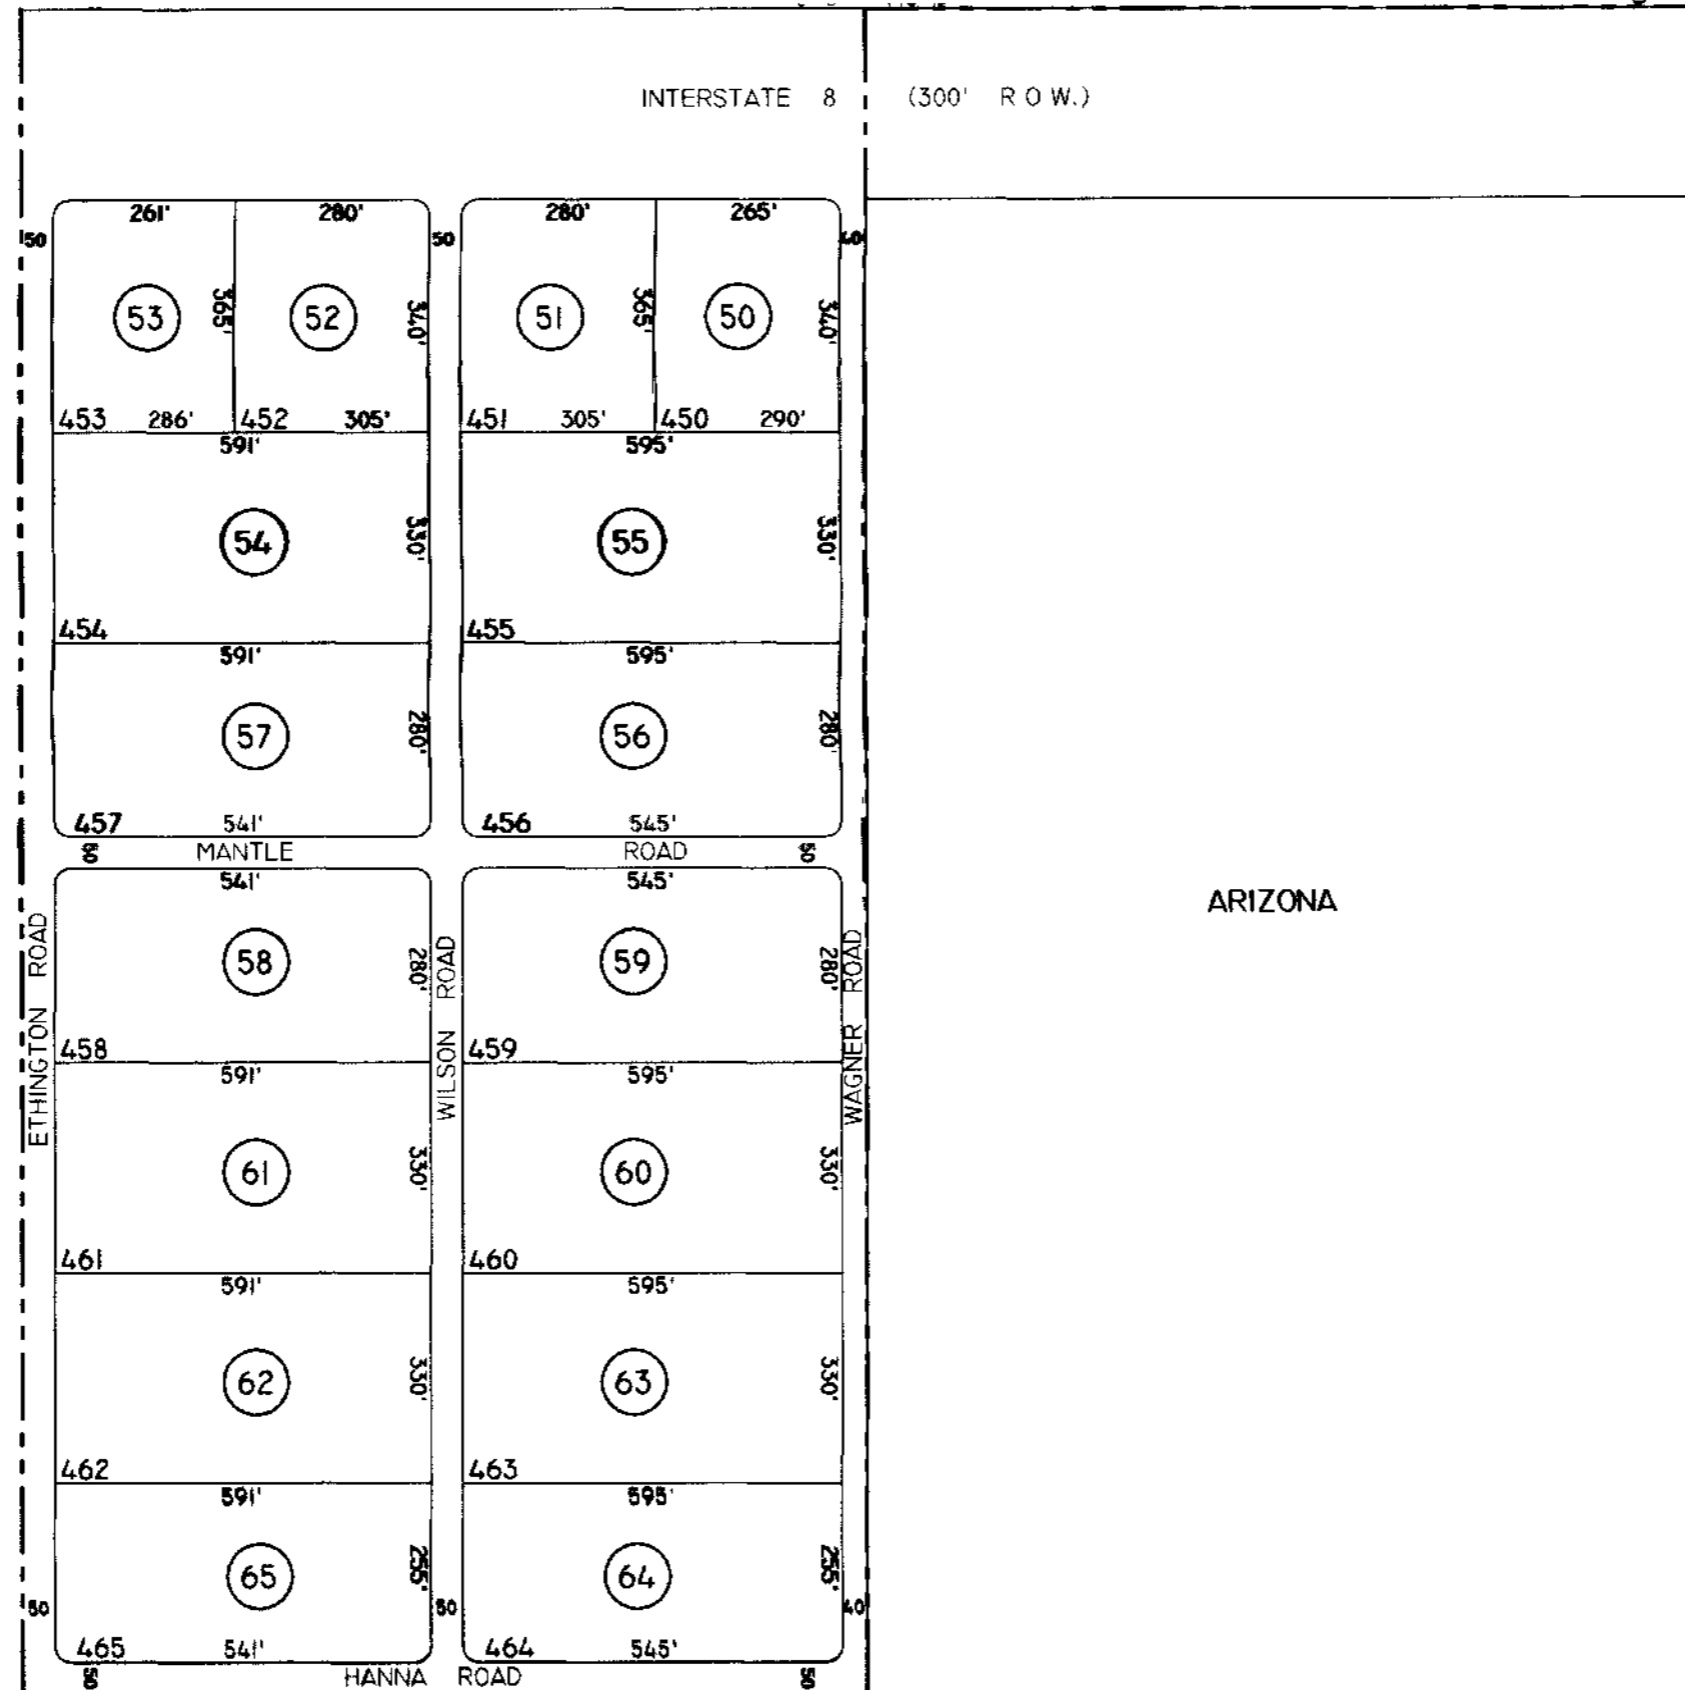 INTERSTATE 8 (300' R O W.)
261' 280' 280' 265'
50 50 40
53 365' 52 340' 51 365' 50 340'
453 286' 452 305' 451 305' 450 290'
591' 595'
54 330' 55 330'
454 455
591' 595'
57 280' 56 280'
457 541' 456 545'
50 MANTLE ROAD 50
541' 545'
ETHINGTON ROAD
WILSON ROAD
WAGNER ROAD
ARIZONA
58 280' 59 280'
458 459
591' 595'
61 330' 60 330'
461 460
591' 595'
62 330' 63 330'
462 463
591' 595'
65 255' 64 255'
50 50 40
465 541' 464 545'
50 HANNA ROAD 50